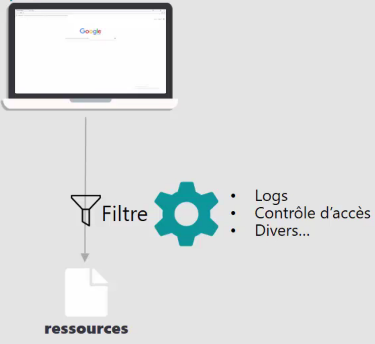 Google
Filtre
• Logs
• Contrôle d'accès
• Divers...
ressources